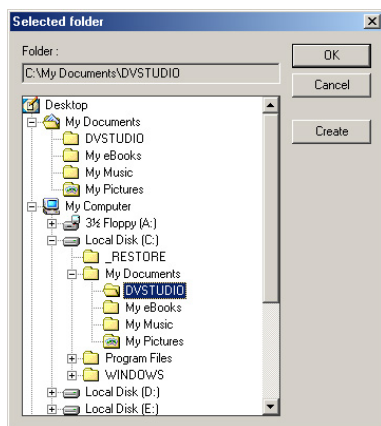 Selected folder
Folder :
OK
C:\My Documents\DVSTUDIO
Cancel
Desktop
My Documents
Create
DVSTUDIO
My eBooks
My Music
My Pictures
My Computer
3½ Floppy (A:)
Local Disk (C:)
_RESTORE
My Documents
DVSTUDIO
My eBooks
My Music
My Pictures
Program Files
WINDOWS
Local Disk (D:)
Local Disk (E:)